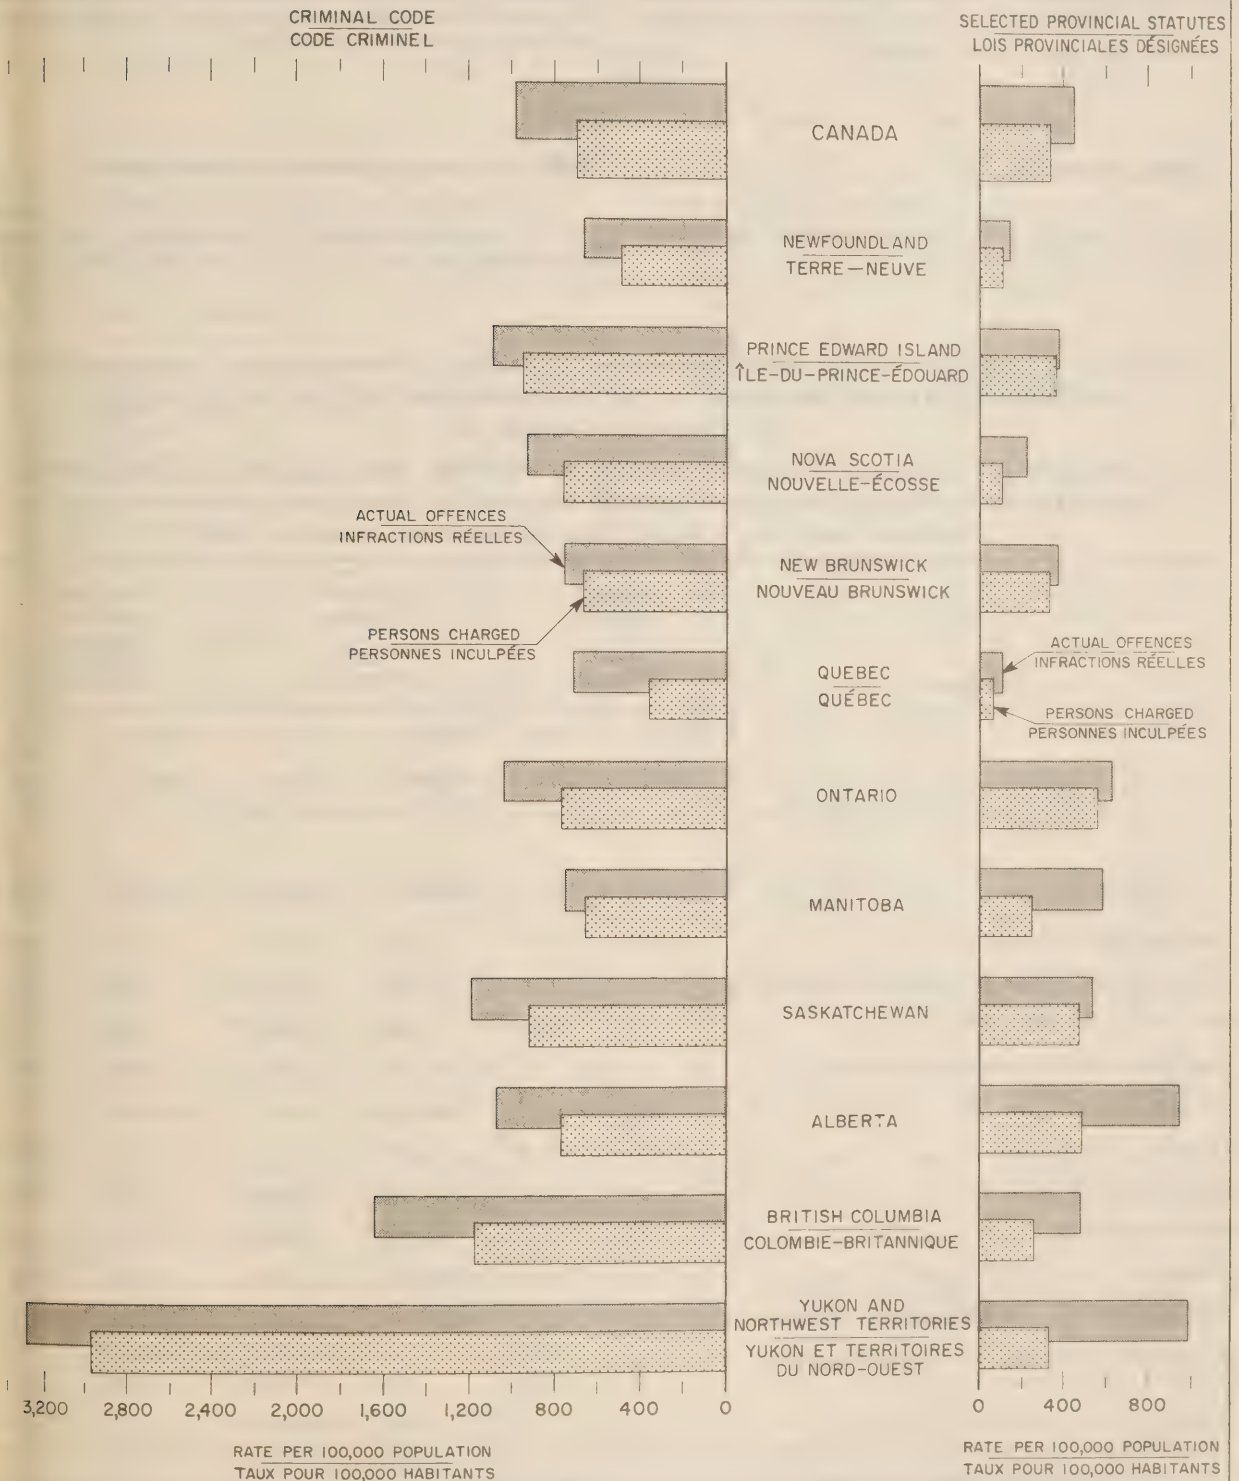 CRIMINAL CODE
CODE CRIMINEL
SELECTED PROVINCIAL STATUTES
LOIS PROVINCIALES DÉSIGNÉES
CANADA
NEWFOUNDLAND
TERRE-NEUVE
PRINCE EDWARD ISLAND
ÎLE-DU-PRINCE-ÉDOUARD
NOVA SCOTIA
NOUVELLE-ÉCOSSE
ACTUAL OFFENCES
INFRACTIONS RÉELLES
NEW BRUNSWICK
NOUVEAU BRUNSWICK
PERSONS CHARGED
PERSONNES INCULPÉES
QUEBEC
QUÉBEC
ACTUAL OFFENCES
INFRACTIONS RÉELLES
PERSONS CHARGED
PERSONNES INCULPÉES
ONTARIO
MANITOBA
SASKATCHEWAN
ALBERTA
BRITISH COLUMBIA
COLOMBIE-BRITANNIQUE
YUKON AND
NORTHWEST TERRITORIES
YUKON ET TERRITOIRES
DU NORD-OUEST
3,200 2,800 2,400 2,000 1,600 1,200 800 400 0
0 400 800
RATE PER 100,000 POPULATION
TAUX POUR 100,000 HABITANTS
RATE PER 100,000 POPULATION
TAUX POUR 100,000 HABITANTS